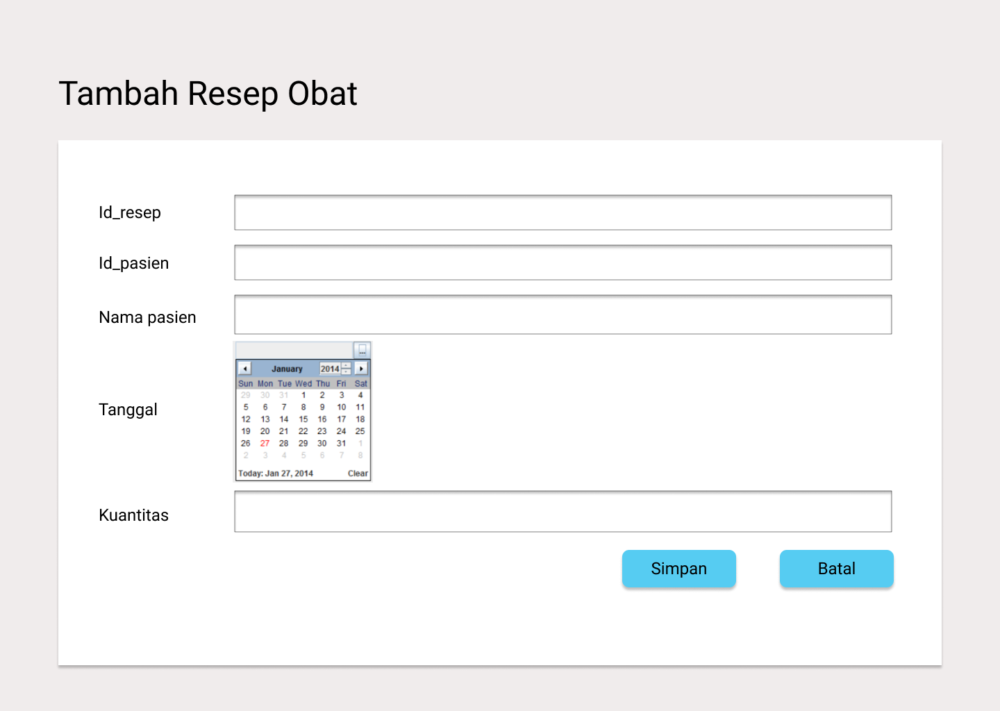 Tambah Resep Obat
Id_resep
Id_pasien
Nama pasien
...
January 2014
Sun Mon Tue Wed Thu Fri Sat
29 30 31 1 2 3 4
5 6 7 8 9 10 11
12 13 14 15 16 17 18
19 20 21 22 23 24 25
26 27 28 29 30 31 1
2 3 4 5 6 7 8
Today: Jan 27, 2014 Clear
Tanggal
Kuantitas
Simpan Batal